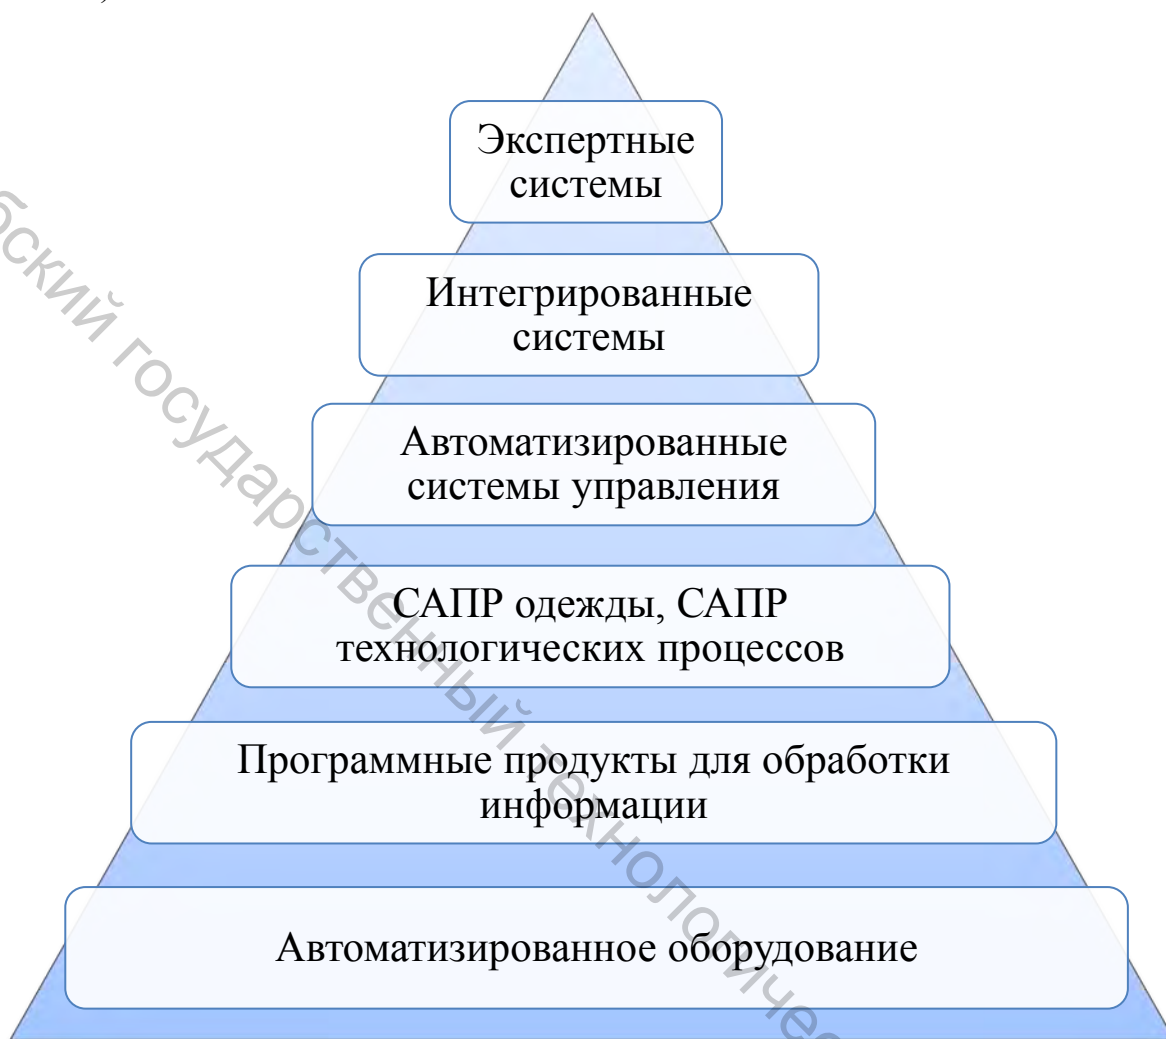 Экспертные
системы
Интегрированные
системы
Автоматизированные
системы управления
САПР одежды, САПР
технологических процессов
Программные продукты для обработки
информации
Автоматизированное оборудование
государственный